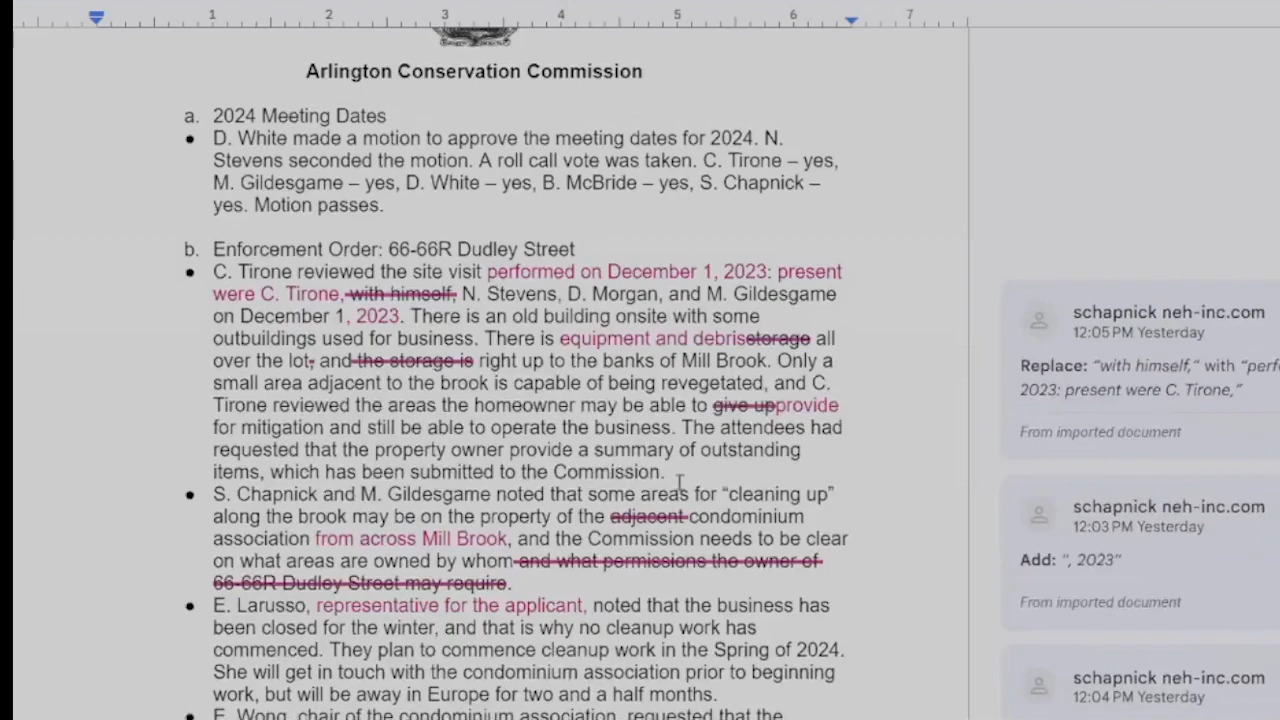 1 2 3 4 5 6 7
Arlington Conservation Commission
a. 2024 Meeting Dates
● D. White made a motion to approve the meeting dates for 2024. N.
Stevens seconded the motion. A roll call vote was taken. C. Tirone – yes,
M. Gildesgame – yes, D. White – yes, B. McBride – yes, S. Chapnick –
yes. Motion passes.
b. Enforcement Order: 66-66R Dudley Street
● C. Tirone reviewed the site visit performed on December 1, 2023: present
were C. Tirone, with himself, N. Stevens, D. Morgan, and M. Gildesgame
on December 1, 2023. There is an old building onsite with some
outbuildings used for business. There is equipment and debrisstorage all
over the lot, and the storage is right up to the banks of Mill Brook. Only a
small area adjacent to the brook is capable of being revegetated, and C.
Tirone reviewed the areas the homeowner may be able to give upprovide
for mitigation and still be able to operate the business. The attendees had
requested that the property owner provide a summary of outstanding
items, which has been submitted to the Commission.
● S. Chapnick and M. Gildesgame noted that some areas for “cleaning up”
along the brook may be on the property of the adjacent condominium
association from across Mill Brook, and the Commission needs to be clear
on what areas are owned by whom and what permissions the owner of
66-66R Dudley Street may require.
● E. Larusso, representative for the applicant, noted that the business has
been closed for the winter, and that is why no cleanup work has
commenced. They plan to commence cleanup work in the Spring of 2024.
She will get in touch with the condominium association prior to beginning
work, but will be away in Europe for two and a half months.
● E. Wong, chair of the condominium association, requested that the
schapnick neh-inc.com
12:05 PM Yesterday
Replace: “with himself,” with “perf
2023: present were C. Tirone,”
From imported document
schapnick neh-inc.com
12:03 PM Yesterday
Add: “, 2023”
From imported document
schapnick neh-inc.com
12:04 PM Yesterday